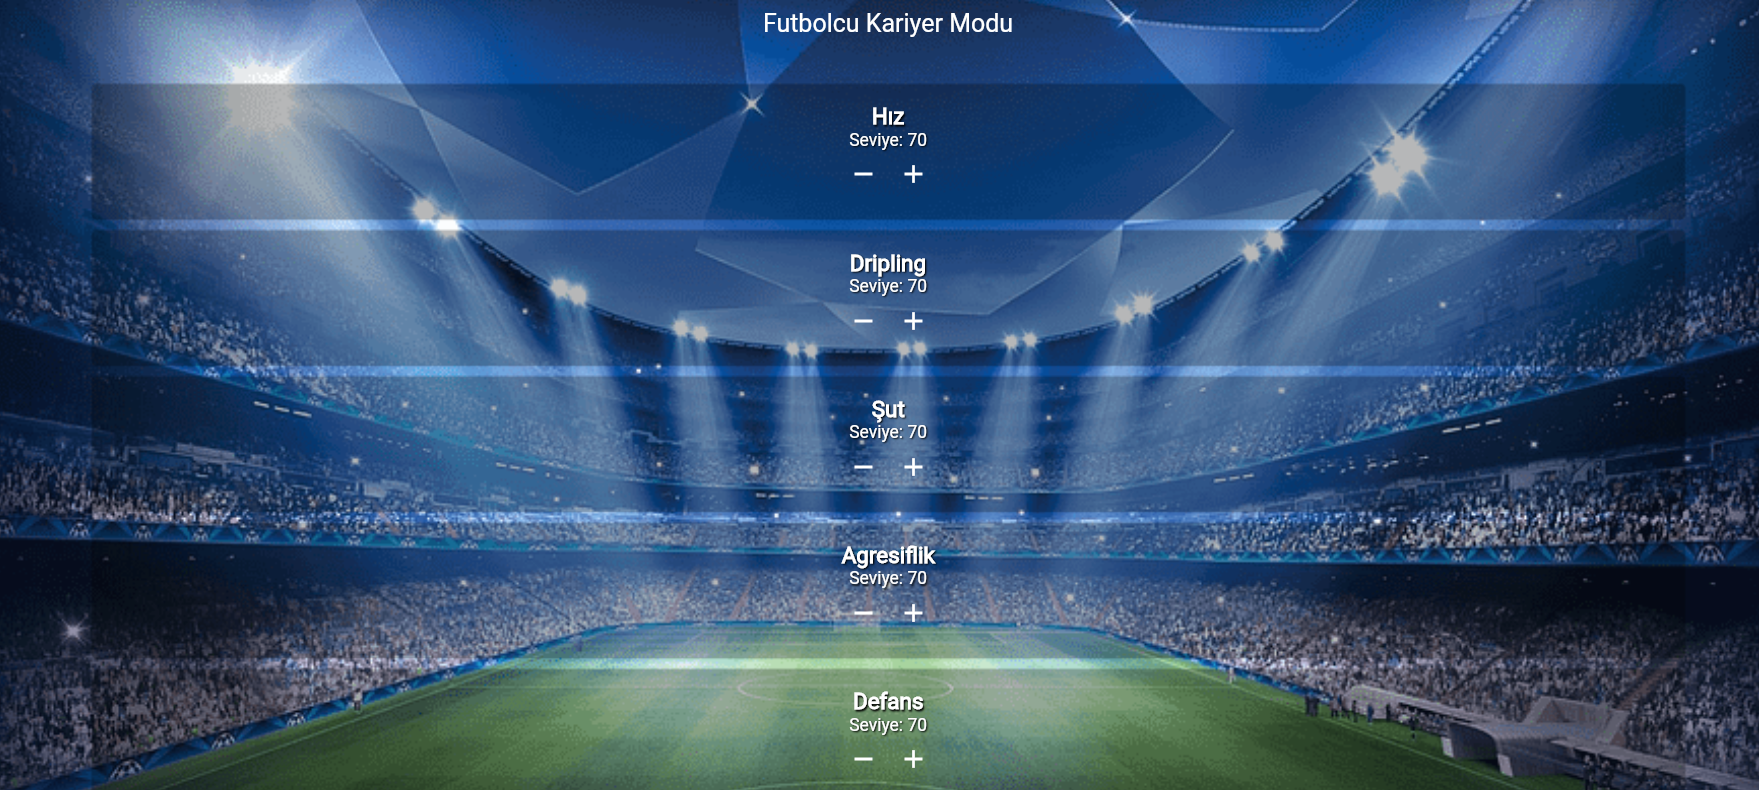 Futbolcu Kariyer Modu
Hız
Seviye: 70
− +
Dripling
Seviye: 70
− +
Şut
Seviye: 70
− +
Agresiflik
Seviye: 70
− +
Defans
Seviye: 70
− +